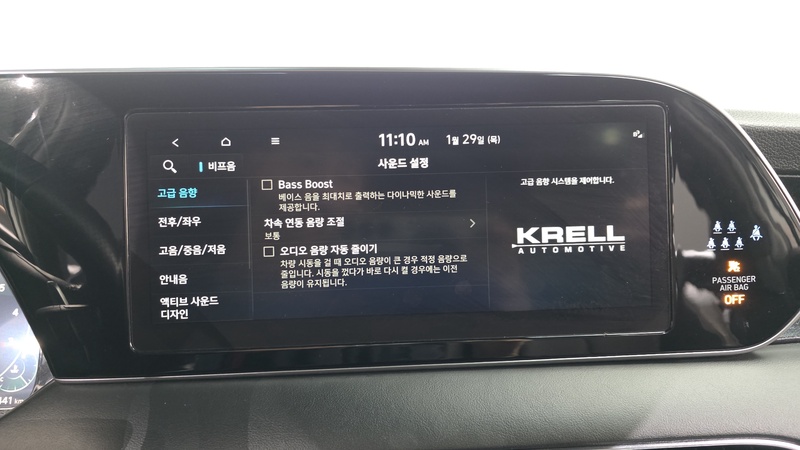 11:10 AM 1월 29일 (목)
비프음
사운드 설정
고급 음향
전후/좌우
고음/중음/저음
안내음
액티브 사운드
디자인
Bass Boost
베이스 음을 최대치로 출력하는 다이나믹한 사운드를
제공합니다.
차속 연동 음량 조절
보통
오디오 음량 자동 줄이기
차량 시동을 걸 때 오디오 음량이 큰 경우 적정 음량으로
줄입니다. 시동을 껐다가 바로 다시 켤 경우에는 이전
음량이 유지됩니다.
고급 음향 시스템을 제어합니다.
KRELL
AUTOMOTIVE
PASSENGER
AIR BAG
OFF